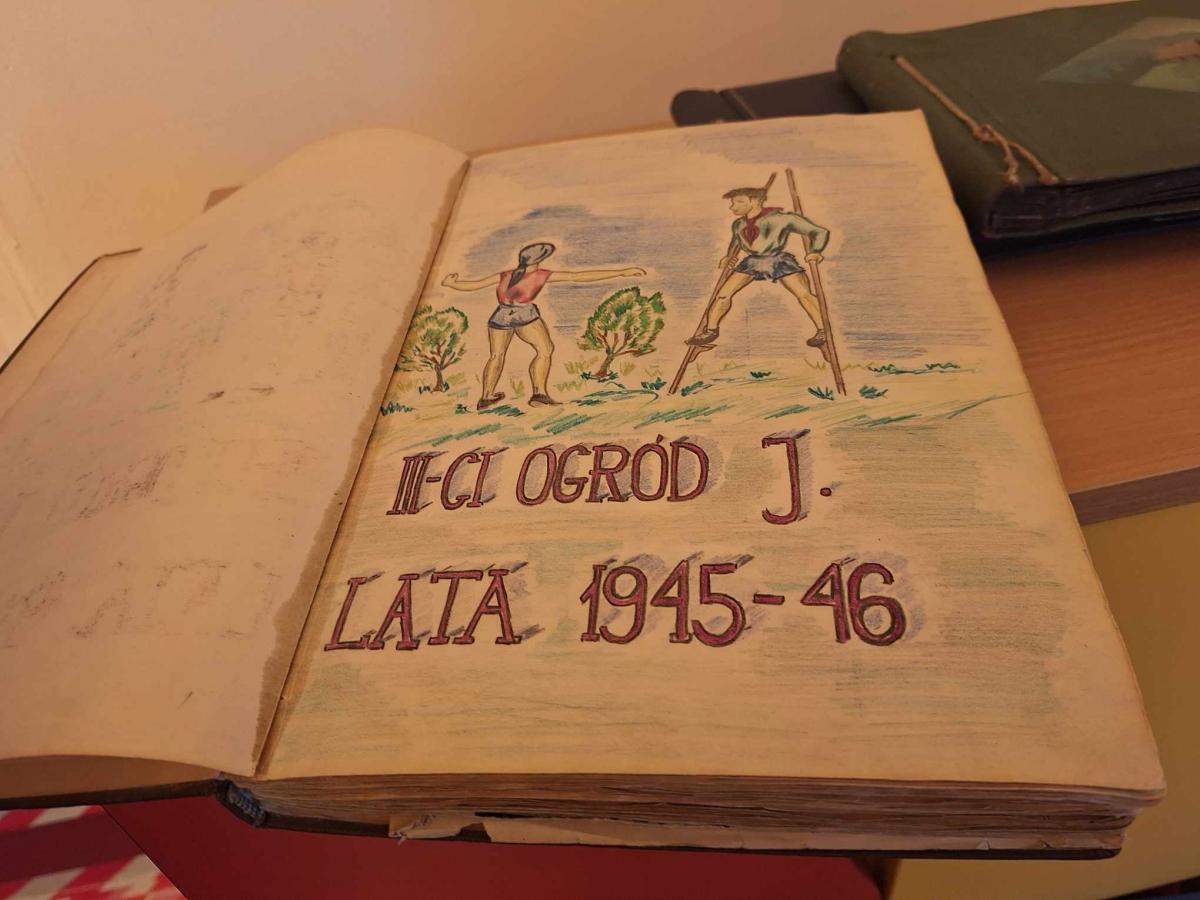 III-CI OGRÓD J.
LATA 1945-46